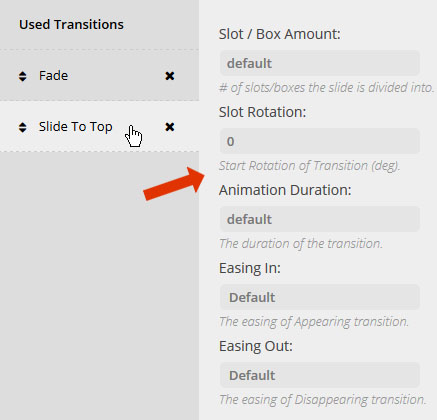 Used Transitions
Fade
Slide To Top
Slot / Box Amount:
default
# of slots/boxes the slide is divided into.
Slot Rotation:
0
Start Rotation of Transition (deg).
Animation Duration:
default
The duration of the transition.
Easing In:
Default
The easing of Appearing transition.
Easing Out:
Default
The easing of Disappearing transition.